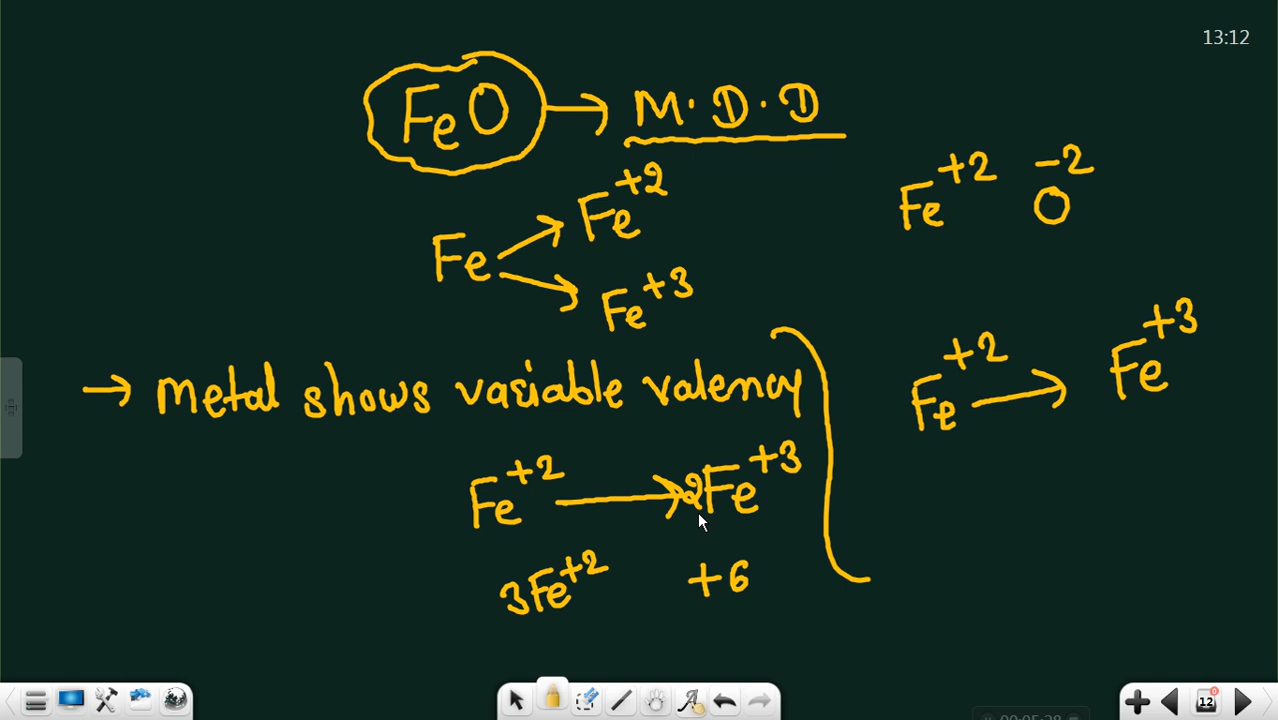 13:12
FeO → M.D.D
Fe+2 O-2
Fe → Fe+2
→ Fe+3
→ metal shows variable valency
Fe+2 → Fe+3
Fe+2 → 2Fe+3
3Fe+2 +6
12